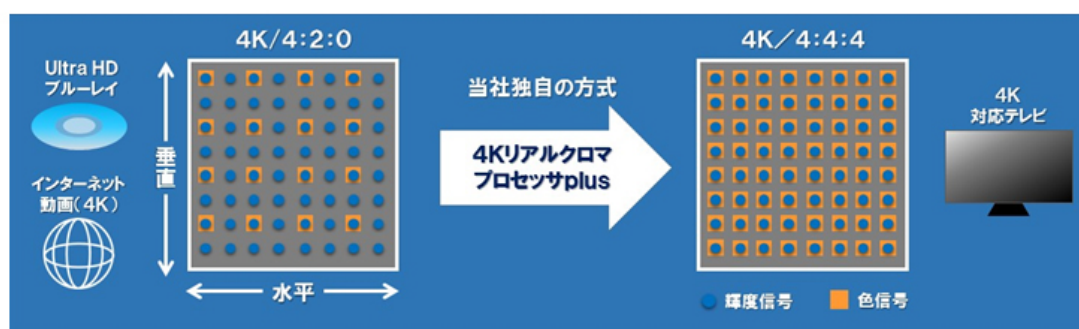 4K/4:2:0
4K/4:4:4
Ultra HD
ブルーレイ
垂直
当社独自の方式
4Kリアルクロマ
プロセッサplus
4K
対応テレビ
インターネット
動画(4K)
水平
輝度信号
色信号